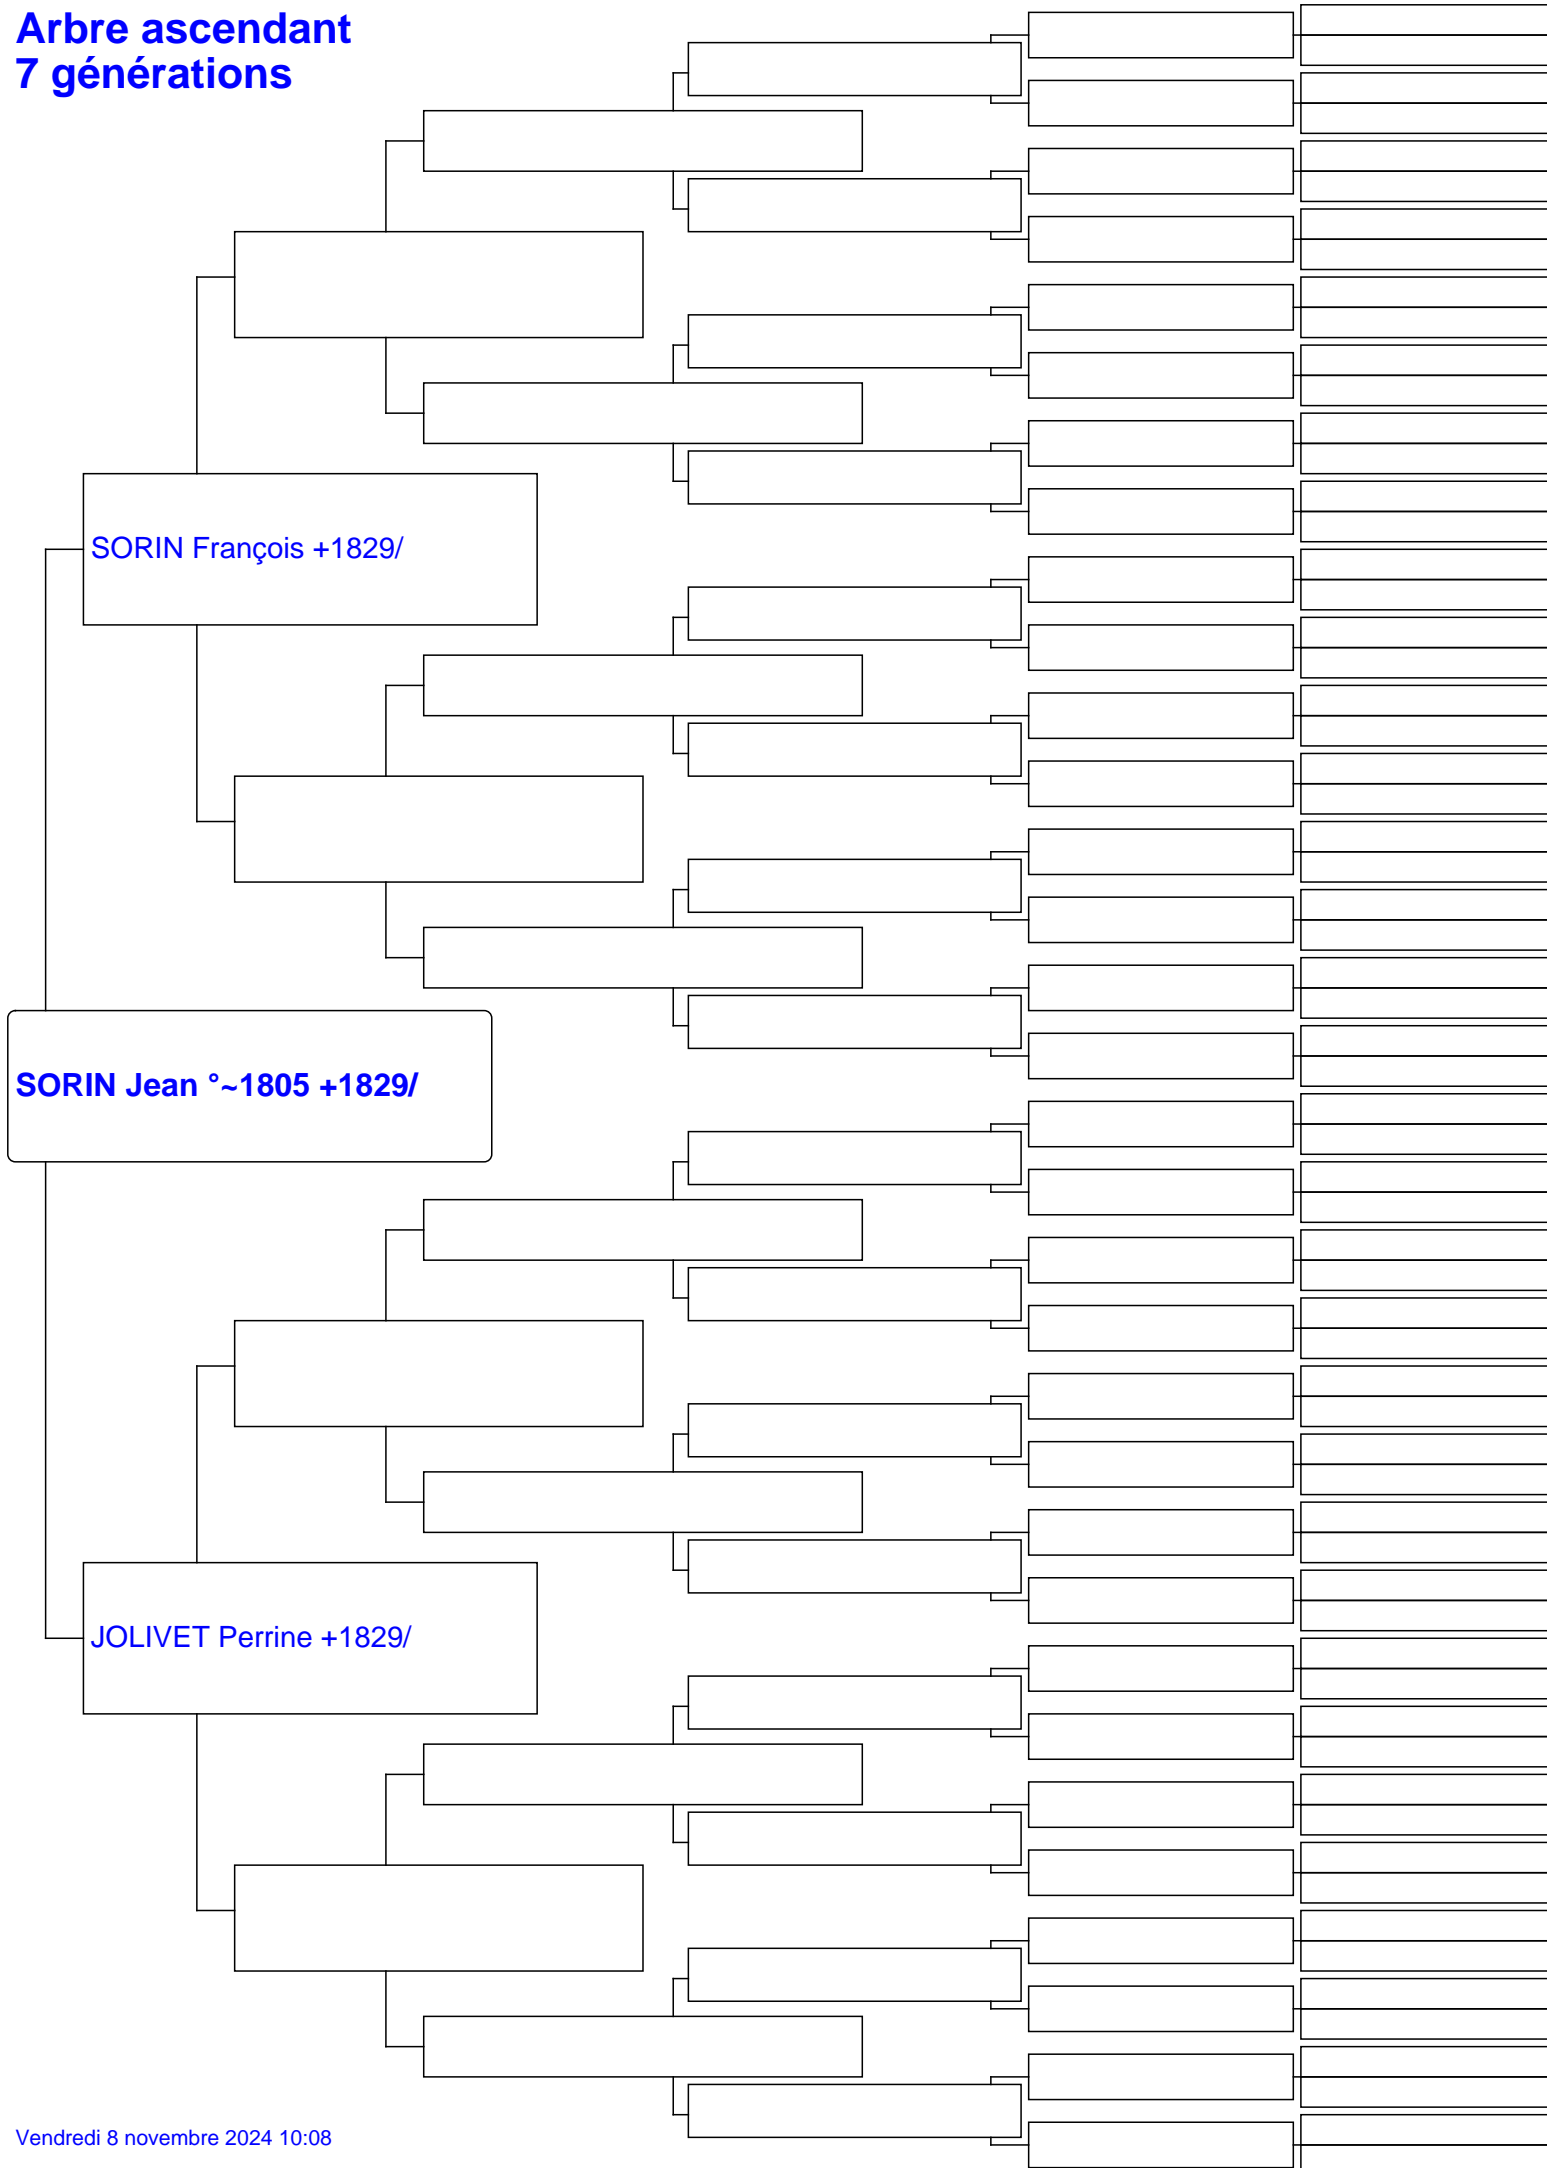 Arbre ascendant
7 générations
SORIN François +1829/
SORIN Jean °~1805 +1829/
JOLIVET Perrine +1829/
Vendredi 8 novembre 2024 10:08